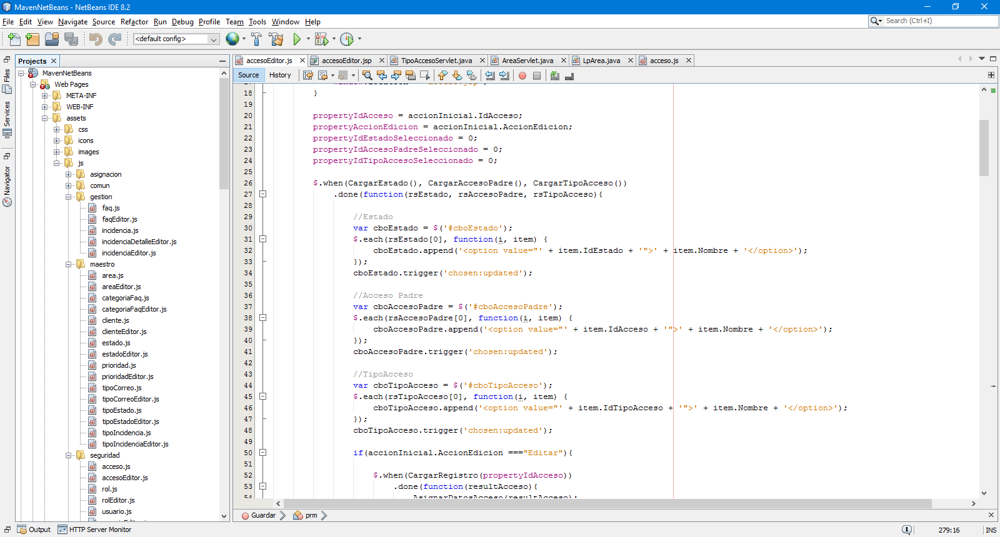 MavenNetBeans - NetBeans IDE 8.2
File Edit View Navigate Source Refactor Run Debug Profile Team Tools Window Help
Search (Ctrl+I)
<default config>
Files
Services
Navigator
Projects
MavenNetBeans
Web Pages
META-INF
WEB-INF
assets
css
icons
images
js
asignacion
comun
gestion
faq.js
faqEditor.js
incidencia.js
incidenciaDetalleEditor.js
incidenciaEditor.js
maestro
area.js
areaEditor.js
categoriaFaq.js
categoriaFaqEditor.js
cliente.js
clienteEditor.js
estado.js
estadoEditor.js
prioridad.js
prioridadEditor.js
tipoCorreo.js
tipoCorreoEditor.js
tipoEstado.js
tipoEstadoEditor.js
tipoIncidencia.js
tipoIncidenciaEditor.js
seguridad
acceso.js
accesoEditor.js
rol.js
rolEditor.js
usuario.js
accesoEditor.js accesoEditor.jsp TipoAccesoServlet.java AreaServlet.java LpArea.java acceso.js
Source History
18 }
19
20 propertyIdAcceso = accionInicial.IdAcceso;
21 propertyAccionEdicion = accionInicial.AccionEdicion;
22 propertyIdEstadoSeleccionado = 0;
23 propertyIdAccesoPadreSeleccionado = 0;
24 propertyIdTipoAccesoSeleccionado = 0;
25
26 $.when(CargarEstado(), CargarAccesoPadre(), CargarTipoAcceso())
27 .done(function(rsEstado, rsAccesoPadre, rsTipoAcceso){
28
29 //Estado
30 var cboEstado = $('#cboEstado');
31 $.each(rsEstado[0], function(i, item) {
32 cboEstado.append('<option value="' + item.IdEstado + '">' + item.Nombre + '</option>');
33 });
34 cboEstado.trigger('chosen:updated');
35
36 //Acceso Padre
37 var cboAccesoPadre = $('#cboAccesoPadre');
38 $.each(rsAccesoPadre[0], function(i, item) {
39 cboAccesoPadre.append('<option value="' + item.IdAcceso + '">' + item.Nombre + '</option>');
40 });
41 cboAccesoPadre.trigger('chosen:updated');
42
43 //TipoAcceso
44 var cboTipoAcceso = $('#cboTipoAcceso');
45 $.each(rsTipoAcceso[0], function(i, item) {
46 cboTipoAcceso.append('<option value="' + item.IdTipoAcceso + '">' + item.Nombre + '</option>');
47 });
48 cboTipoAcceso.trigger('chosen:updated');
49
50 if(accionInicial.AccionEdicion ==="Editar"){
51
52 $.when(CargarRegistro(propertyIdAcceso))
53 .done(function(resultAcceso){
54 AsignarDatosAcceso(resultAcceso);
Guardar prm
Output HTTP Server Monitor
1 279:16 INS